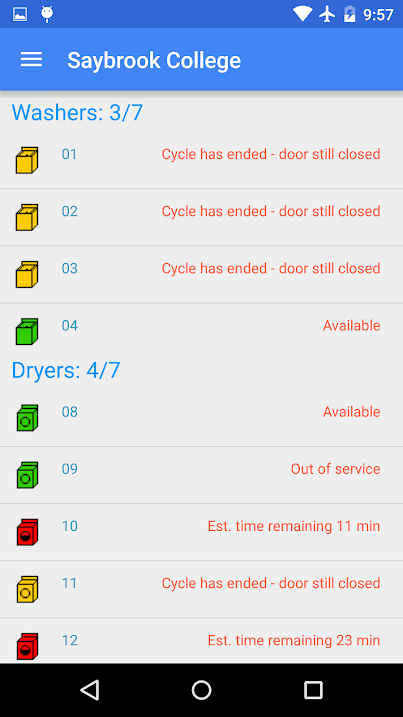 9:57
Saybrook College
Washers: 3/7
01 Cycle has ended - door still closed
02 Cycle has ended - door still closed
03 Cycle has ended - door still closed
04 Available
Dryers: 4/7
08 Available
09 Out of service
10 Est. time remaining 11 min
11 Cycle has ended - door still closed
12 Est. time remaining 23 min